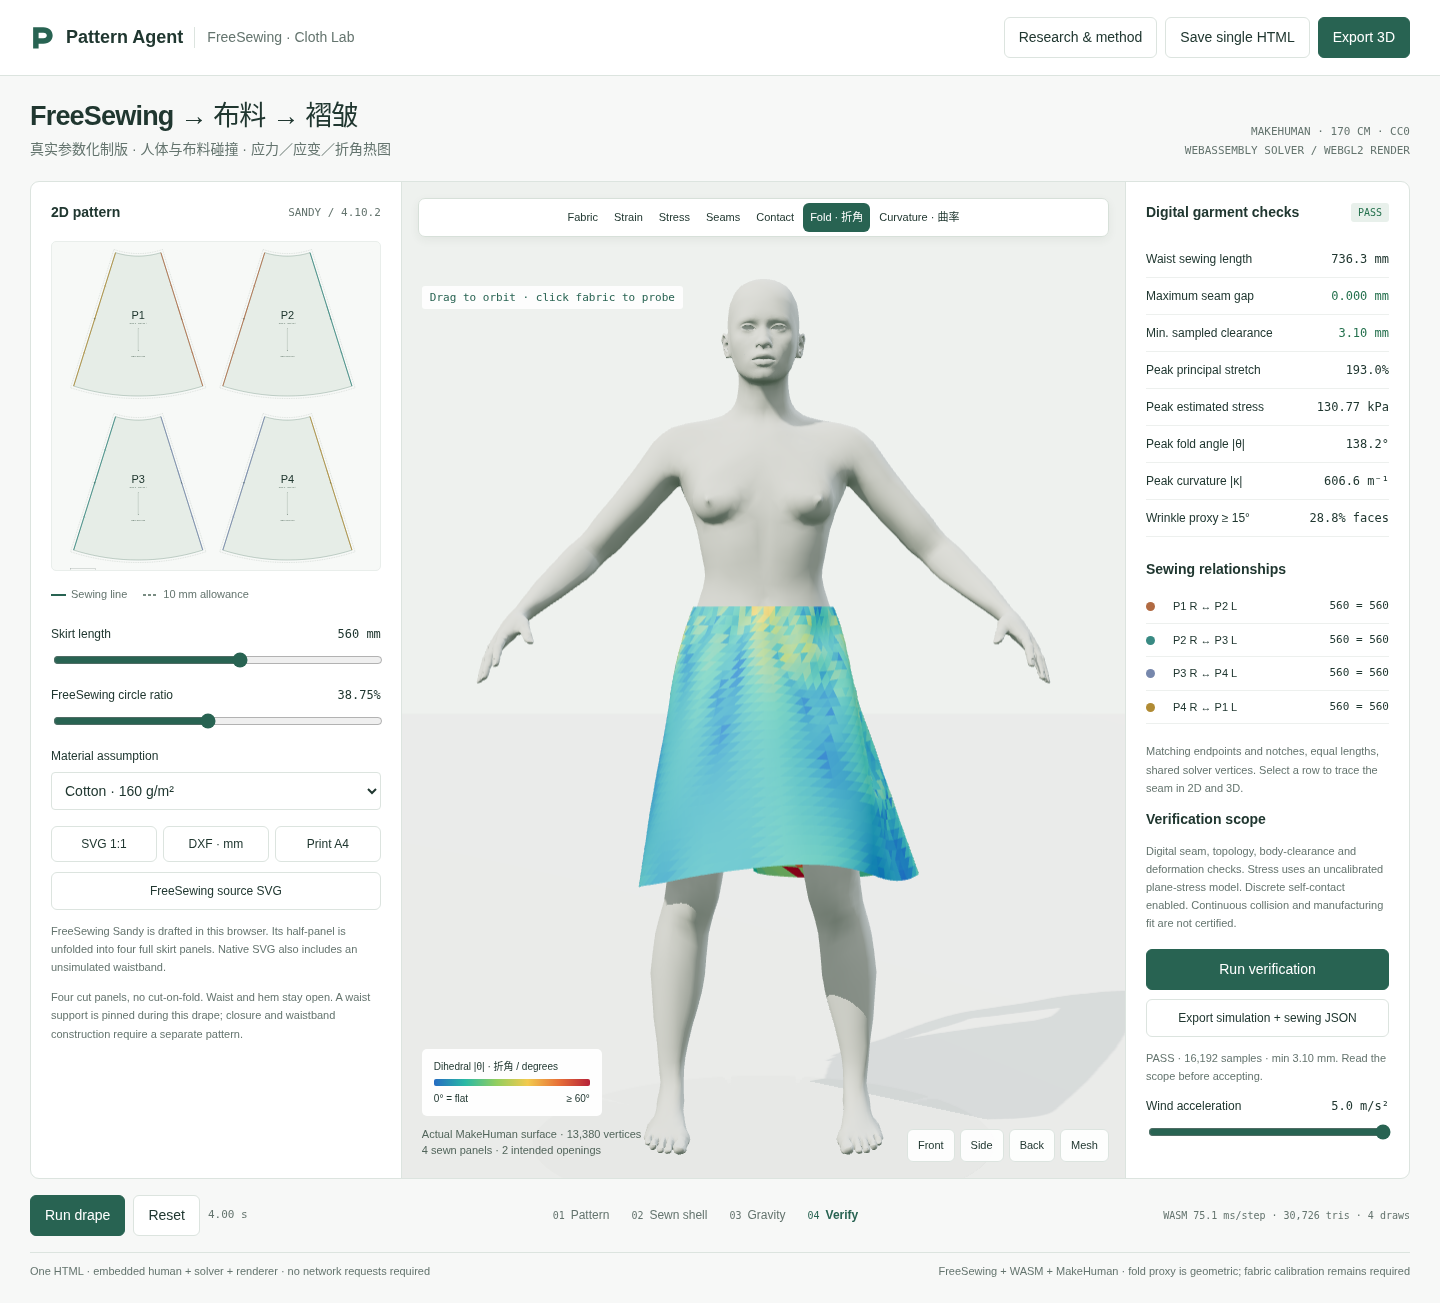 Pattern Agent
FreeSewing · Cloth Lab
Research & method
Save single HTML
Export 3D
FreeSewing → 布料 → 褶皱
真实参数化制版 · 人体与布料碰撞 · 应力／应变／折角热图
MAKEHUMAN · 170 CM · CC0
WEBASSEMBLY SOLVER / WEBGL2 RENDER
2D pattern
SANDY / 4.10.2
P1
P2
P3
P4
Sewing line
10 mm allowance
Skirt length
560 mm
FreeSewing circle ratio
38.75%
Material assumption
Cotton · 160 g/m²
SVG 1:1
DXF · mm
Print A4
FreeSewing source SVG
FreeSewing Sandy is drafted in this browser. Its half-panel is
unfolded into four full skirt panels. Native SVG also includes an
unsimulated waistband.
Four cut panels, no cut-on-fold. Waist and hem stay open. A waist
support is pinned during this drape; closure and waistband
construction require a separate pattern.
Fabric
Strain
Stress
Seams
Contact
Fold · 折角
Curvature · 曲率
Drag to orbit · click fabric to probe
Dihedral |θ| · 折角 / degrees
0° = flat
≥ 60°
Actual MakeHuman surface · 13,380 vertices
4 sewn panels · 2 intended openings
Front
Side
Back
Mesh
Digital garment checks
PASS
Waist sewing length
736.3 mm
Maximum seam gap
0.000 mm
Min. sampled clearance
3.10 mm
Peak principal stretch
193.0%
Peak estimated stress
130.77 kPa
Peak fold angle |θ|
138.2°
Peak curvature |κ|
606.6 m⁻¹
Wrinkle proxy ≥ 15°
28.8% faces
Sewing relationships
P1 R ↔ P2 L
560 = 560
P2 R ↔ P3 L
560 = 560
P3 R ↔ P4 L
560 = 560
P4 R ↔ P1 L
560 = 560
Matching endpoints and notches, equal lengths,
shared solver vertices. Select a row to trace the
seam in 2D and 3D.
Verification scope
Digital seam, topology, body-clearance and
deformation checks. Stress uses an uncalibrated
plane-stress model. Discrete self-contact
enabled. Continuous collision and manufacturing
fit are not certified.
Run verification
Export simulation + sewing JSON
PASS · 16,192 samples · min 3.10 mm. Read the
scope before accepting.
Wind acceleration
5.0 m/s²
Run drape
Reset
4.00 s
01 Pattern
02 Sewn shell
03 Gravity
04 Verify
WASM 75.1 ms/step · 30,726 tris · 4 draws
One HTML · embedded human + solver + renderer · no network requests required
FreeSewing + WASM + MakeHuman · fold proxy is geometric; fabric calibration remains required